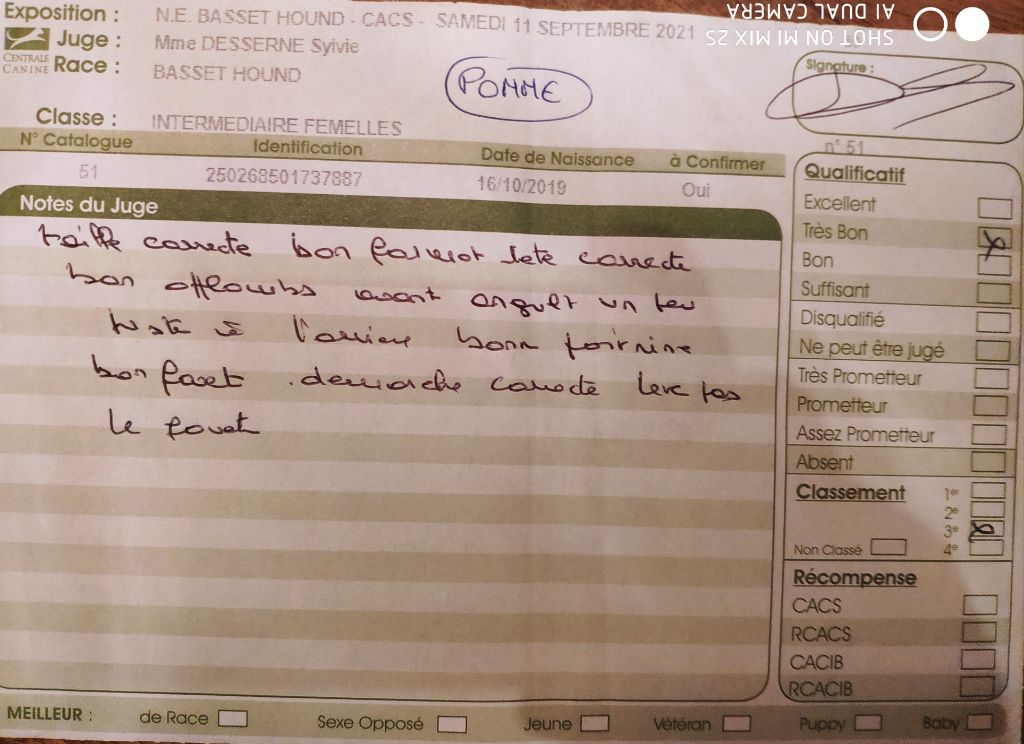 Exposition : N.E. BASSET HOUND - CACS - SAMEDI 11 SEPTEMBRE 2021
Juge : Mme DESSERNE Sylvie
CENTRALE CANINE
Race : BASSET HOUND
POMME
Classe : INTERMEDIAIRE FEMELLES
N° Catalogue Identification Date de Naissance à Confirmer
51 250268501737887 16/10/2019 Oui
Notes du Juge
taille correcte bon format tete correcte
bon aplombs avant angult un peu
juste à l'arriere bonn poitrine
bon fouet . demarche correcte leve pas
le fouet
Signature :
n° 51
Qualificatif
Excellent
Très Bon
Bon
Suffisant
Disqualifié
Ne peut être jugé
Très Prometteur
Prometteur
Assez Prometteur
Absent
Classement 1er
2e
3e
Non Classé 4e
Récompense
CACS
RCACS
CACIB
RCACIB
MEILLEUR : de Race Sexe Opposé Jeune Vétéran Puppy Baby
SHOT ON MI MIX 2S
AI DUAL CAMERA